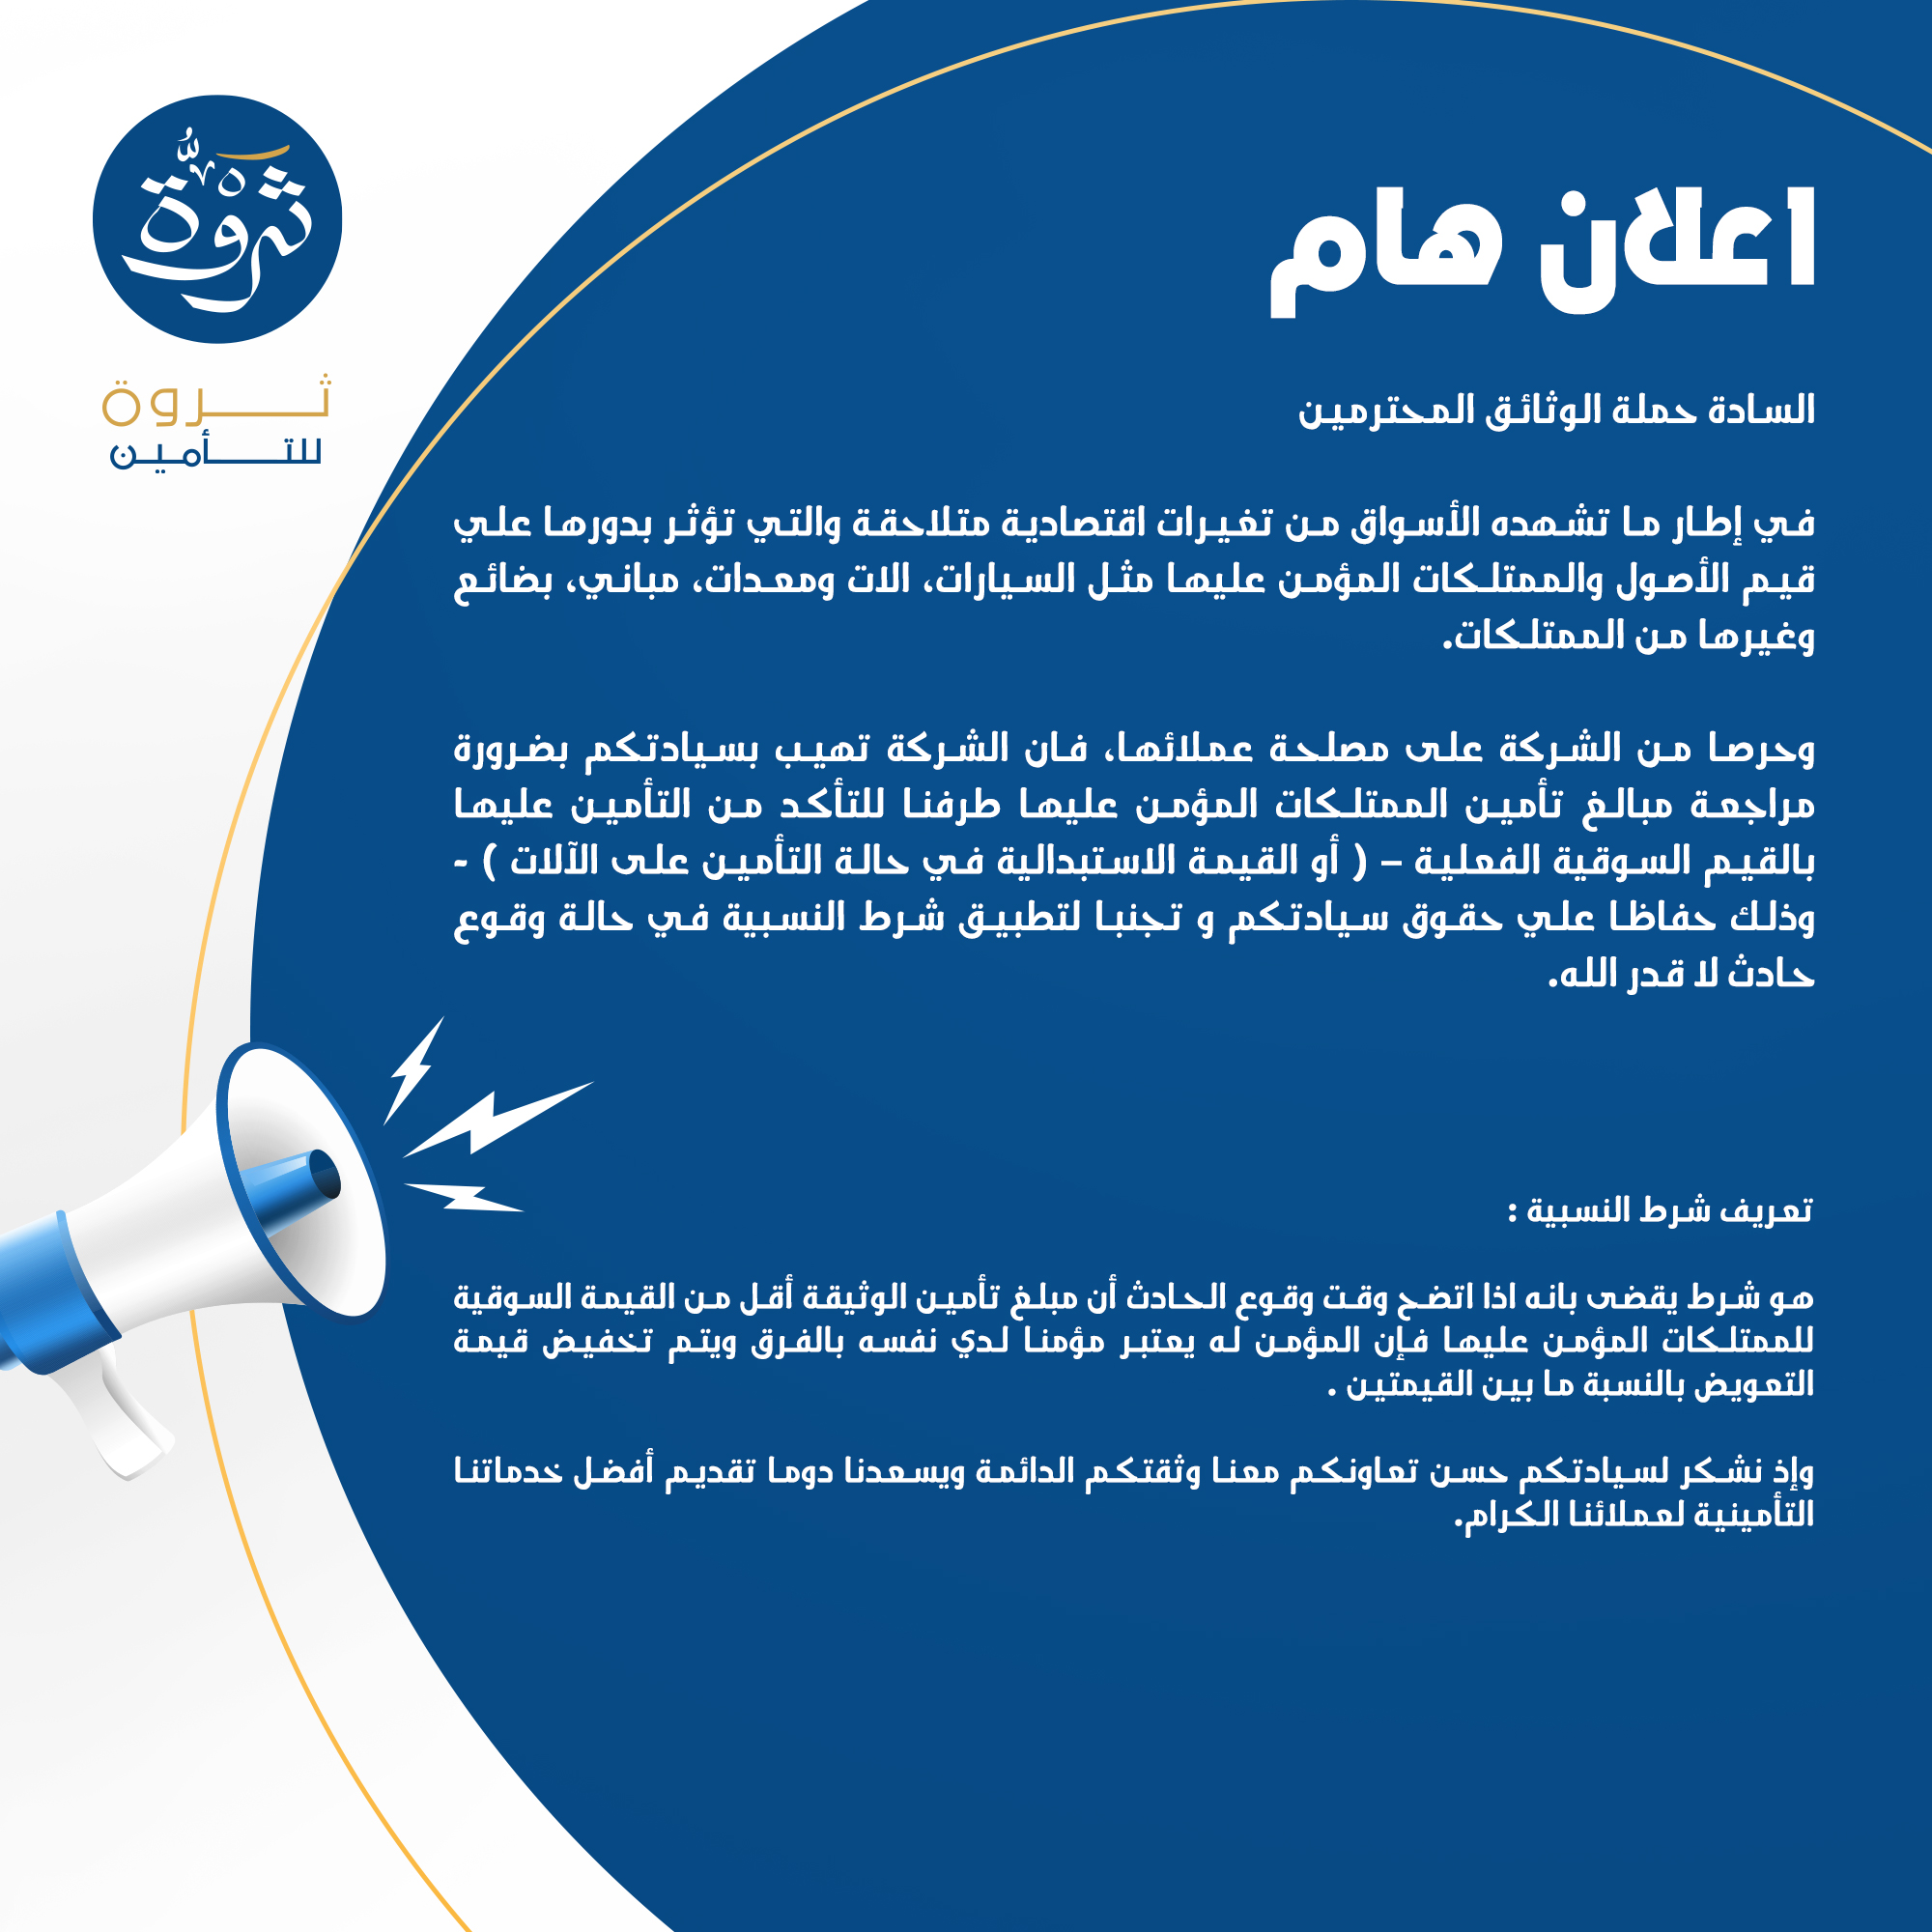 ثروة
ثروة
للتأمين
اعلان هام
السادة حملة الوثائق المحترمين
في إطار ما تشهده الأسواق من تغيرات اقتصادية متلاحقة والتي تؤثر بدورها علي
قيم الأصول والممتلكات المؤمن عليها مثل السيارات، الات ومعدات، مباني، بضائع
وغيرها من الممتلكات.
وحرصا من الشركة على مصلحة عملائها، فان الشركة تهيب بسيادتكم بضرورة
مراجعة مبالغ تأمين الممتلكات المؤمن عليها طرفنا للتأكد من التأمين عليها
بالقيم السوقية الفعلية – ( أو القيمة الاستبدالية في حالة التأمين على الآلات ) -
وذلك حفاظا علي حقوق سيادتكم و تجنبا لتطبيق شرط النسبية في حالة وقوع
حادث لا قدر الله.
تعريف شرط النسبية :
هو شرط يقضى بانه اذا اتضح وقت وقوع الحادث أن مبلغ تأمين الوثيقة أقل من القيمة السوقية
للممتلكات المؤمن عليها فإن المؤمن له يعتبر مؤمنا لدي نفسه بالفرق ويتم تخفيض قيمة
التعويض بالنسبة ما بين القيمتين .
وإذ نشكر لسيادتكم حسن تعاونكم معنا وثقتكم الدائمة ويسعدنا دوما تقديم أفضل خدماتنا
التأمينية لعملائنا الكرام.